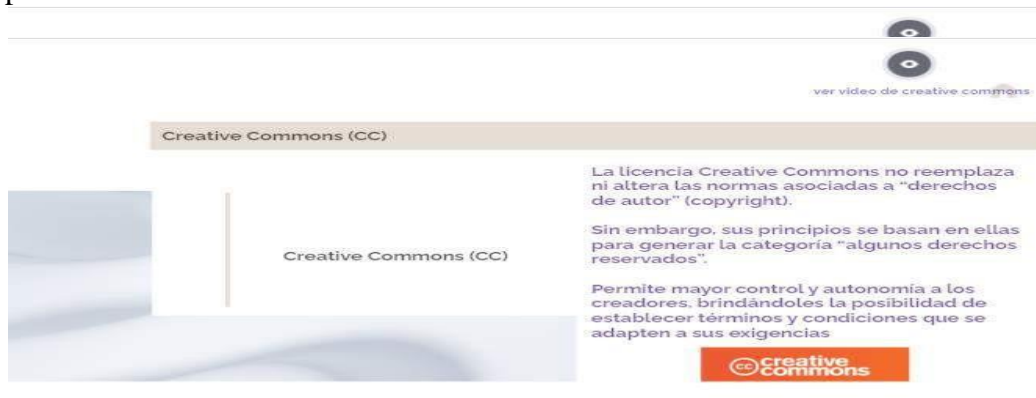 ver video de creative commons
Creative Commons (CC)
Creative Commons (CC)
La licencia Creative Commons no reemplaza
ni altera las normas asociadas a "derechos
de autor" (copyright).
Sin embargo, sus principios se basan en ellas
para generar la categoría "algunos derechos
reservados".
Permite mayor control y autonomía a los
creadores, brindándoles la posibilidad de
establecer términos y condiciones que se
adapten a sus exigencias
cc creative
commons